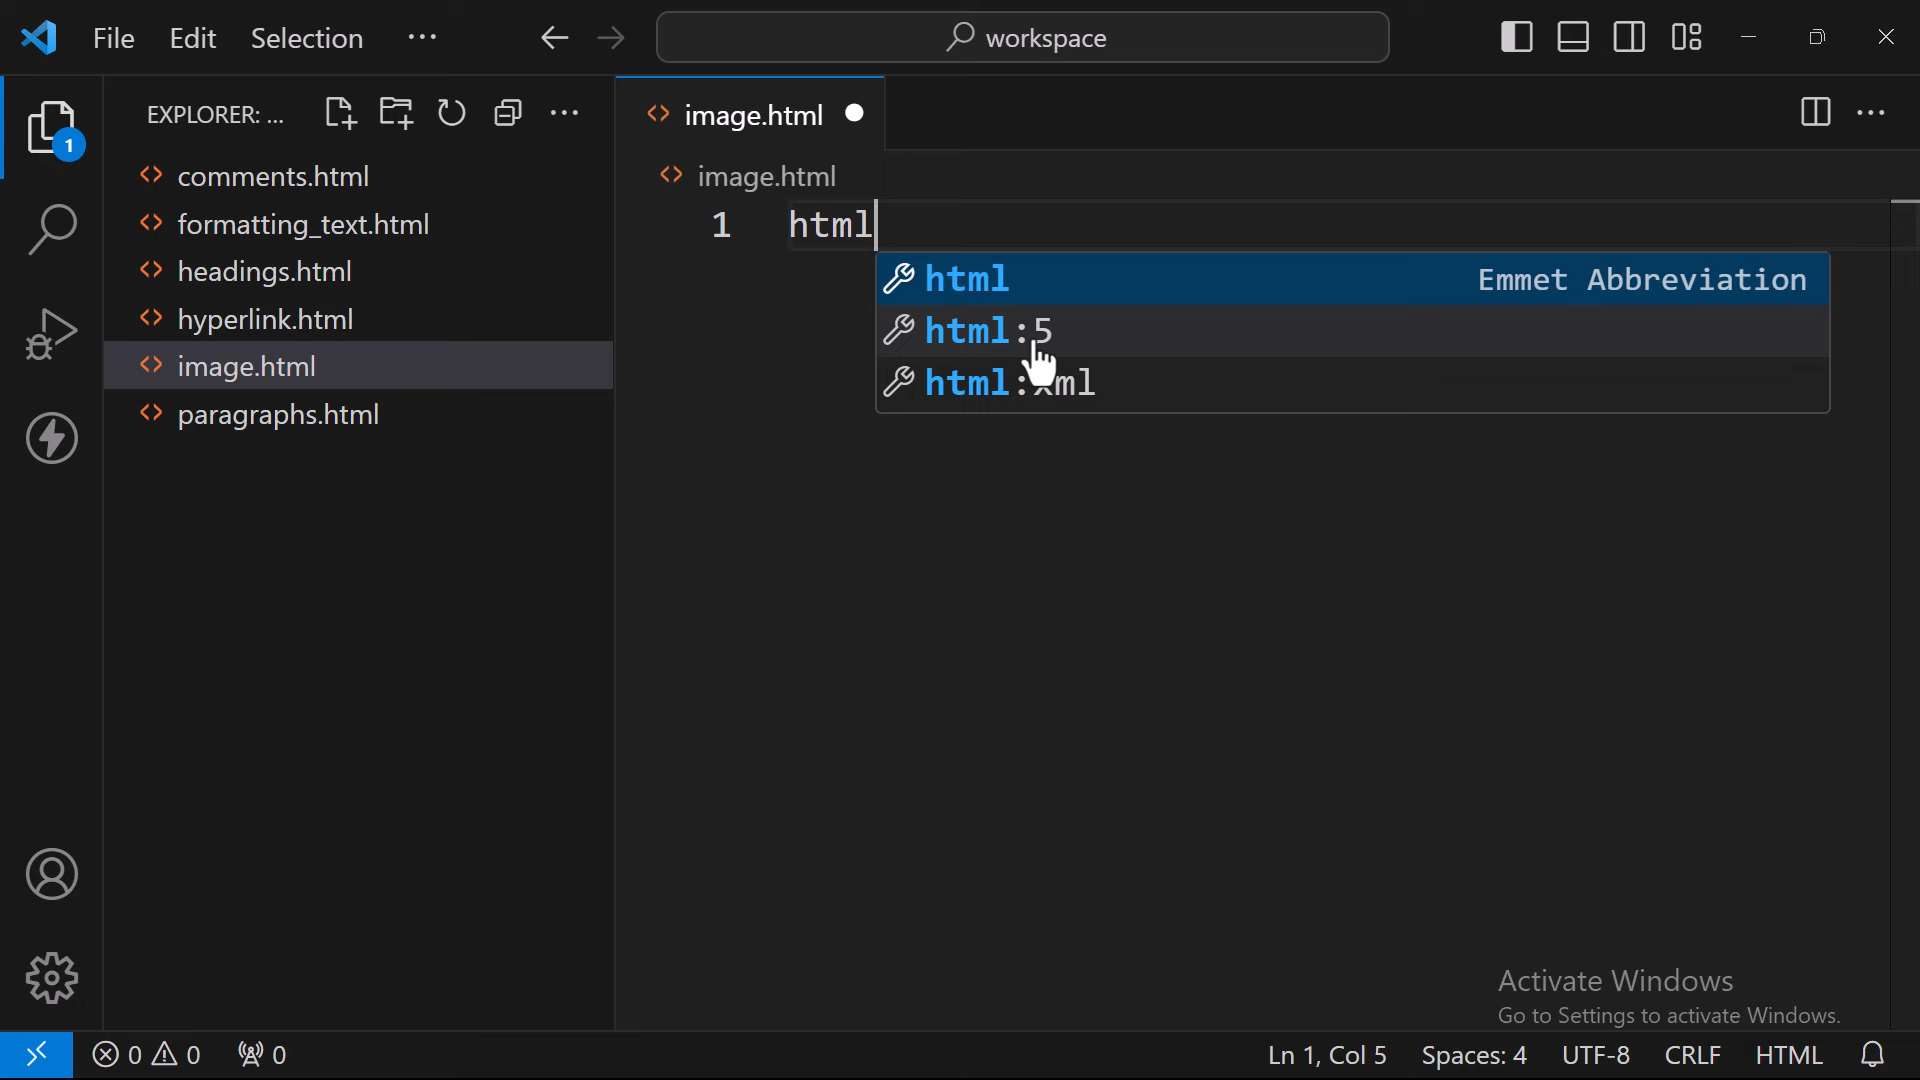 File Edit Selection ··· workspace
EXPLORER: ...
comments.html
formatting_text.html
headings.html
hyperlink.html
image.html
paragraphs.html
1
image.html
image.html
1 html
html Emmet Abbreviation
html:5
html:xml
Activate Windows
Go to Settings to activate Windows.
0 0 0 Ln 1, Col 5 Spaces: 4 UTF-8 CRLF HTML